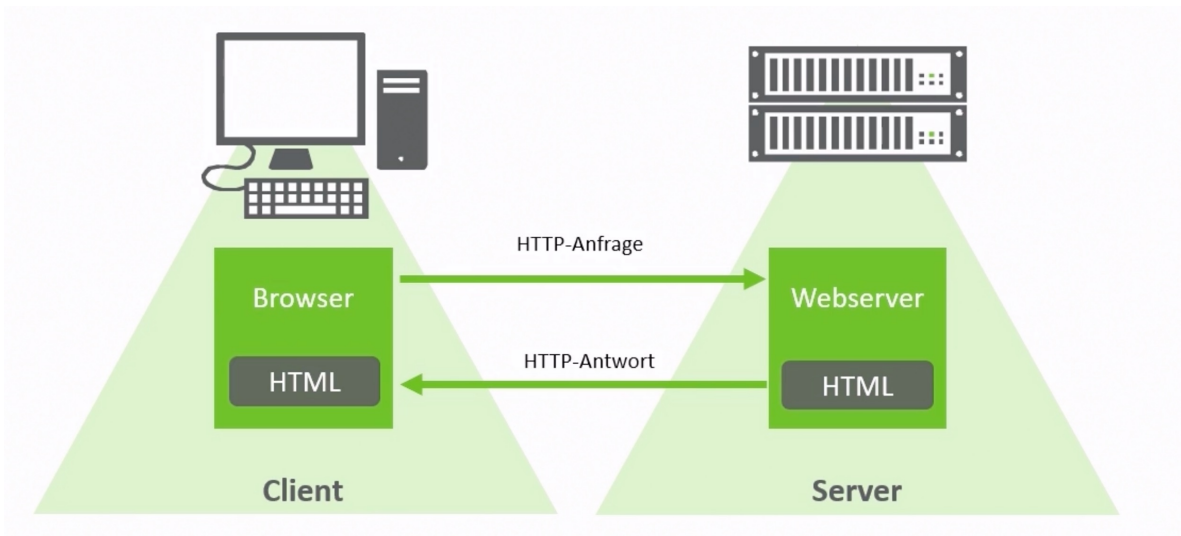 HTTP-Anfrage
Browser
Webserver
HTTP-Antwort
HTML
HTML
Client
Server